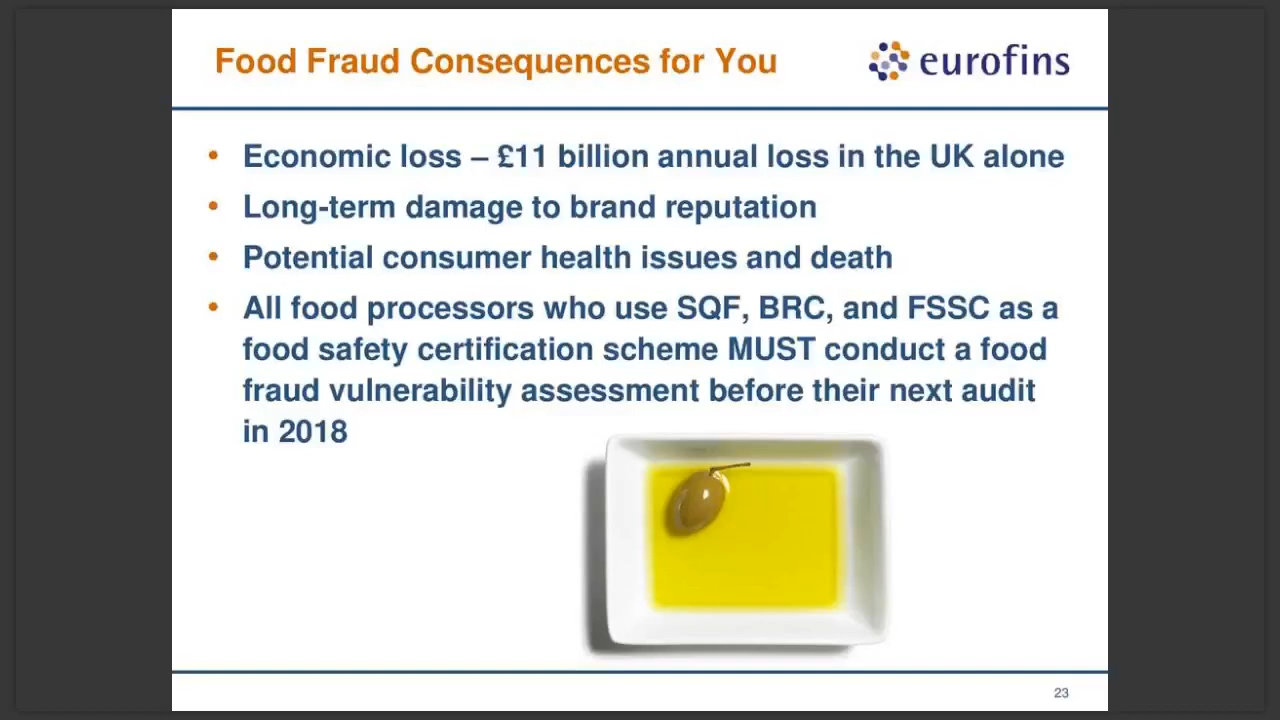 Food Fraud Consequences for You
eurofins
• Economic loss – £11 billion annual loss in the UK alone
• Long-term damage to brand reputation
• Potential consumer health issues and death
• All food processors who use SQF, BRC, and FSSC as a
food safety certification scheme MUST conduct a food
fraud vulnerability assessment before their next audit
in 2018
23